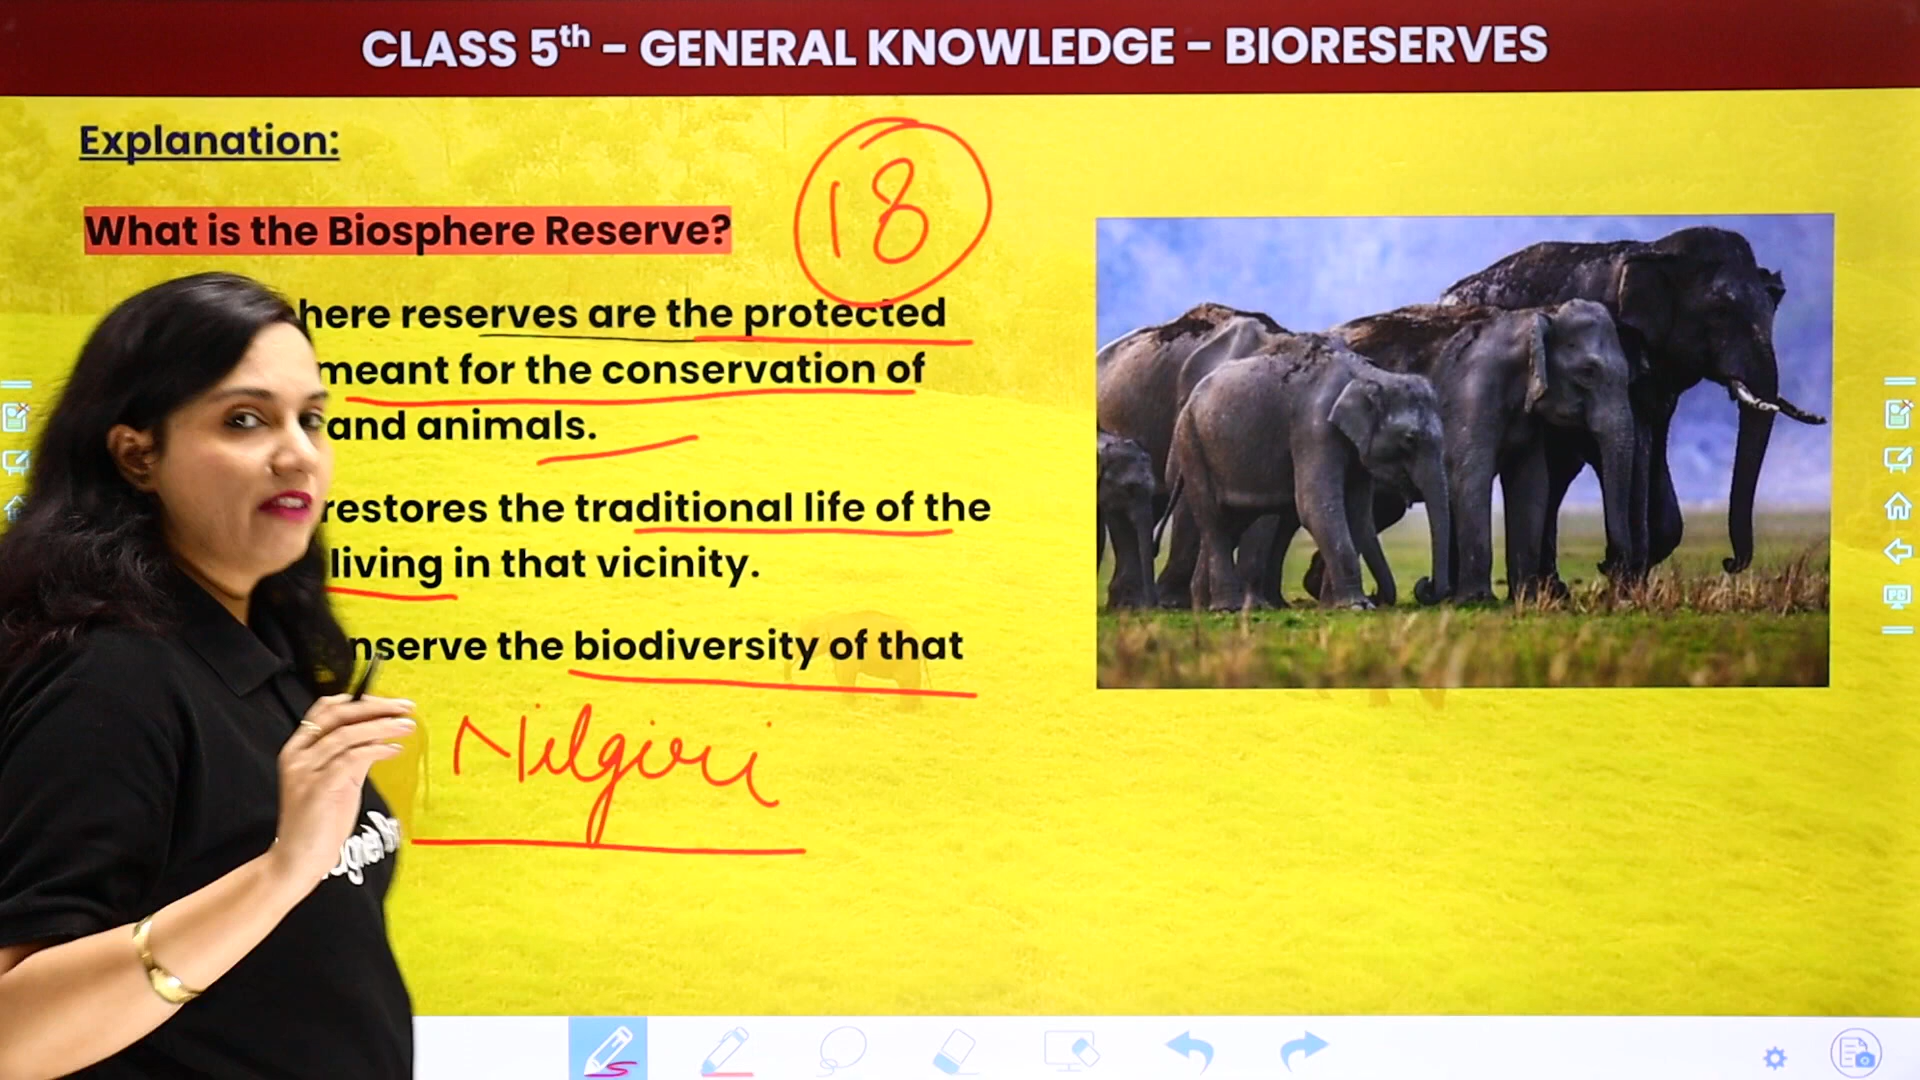 CLASS 5th – GENERAL KNOWLEDGE – BIORESERVES
Explanation:
18
What is the Biosphere Reserve?
here reserves are the protected
meant for the conservation of
and animals.
restores the traditional life of the
living in that vicinity.
nserve the biodiversity of that
Nilgiri